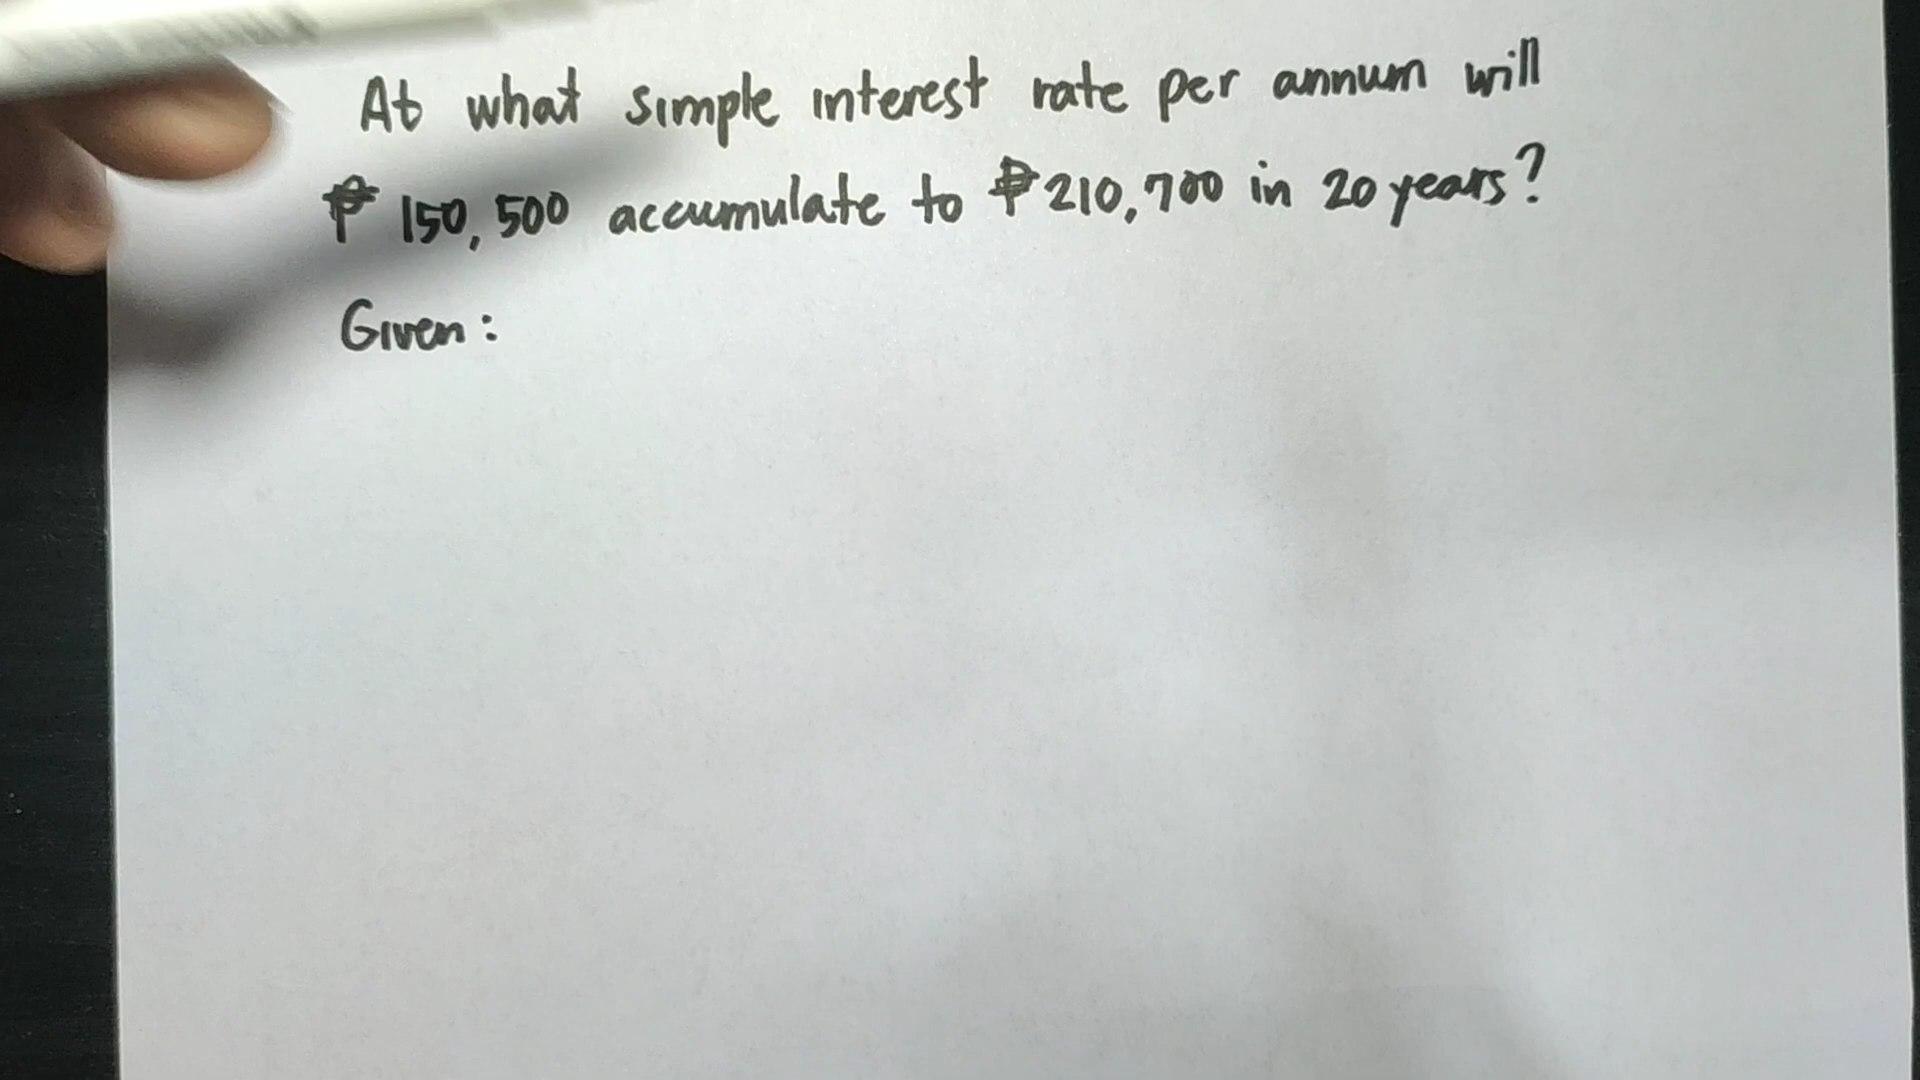 At what simple interest rate per annum will
₱ 150,500 accumulate to ₱210,700 in 20 years?
Given: